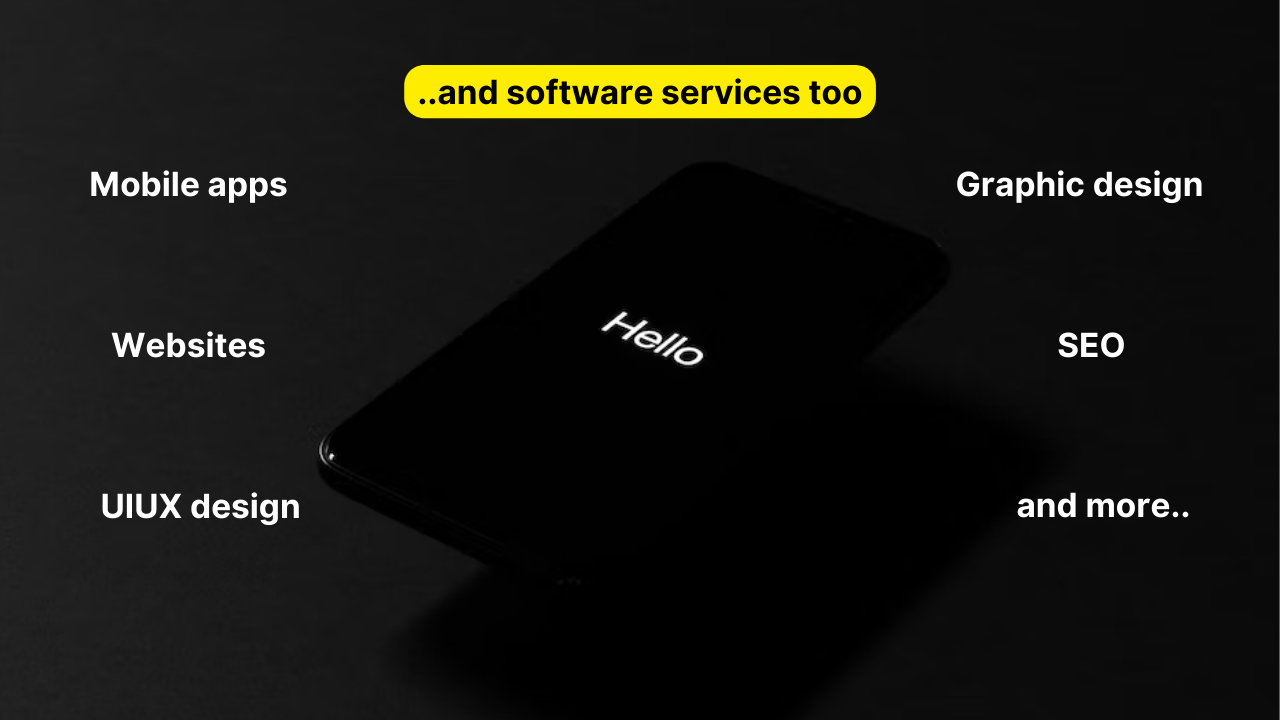 ..and software services too
Mobile apps
Graphic design
Hello
Websites
SEO
UIUX design
and more..